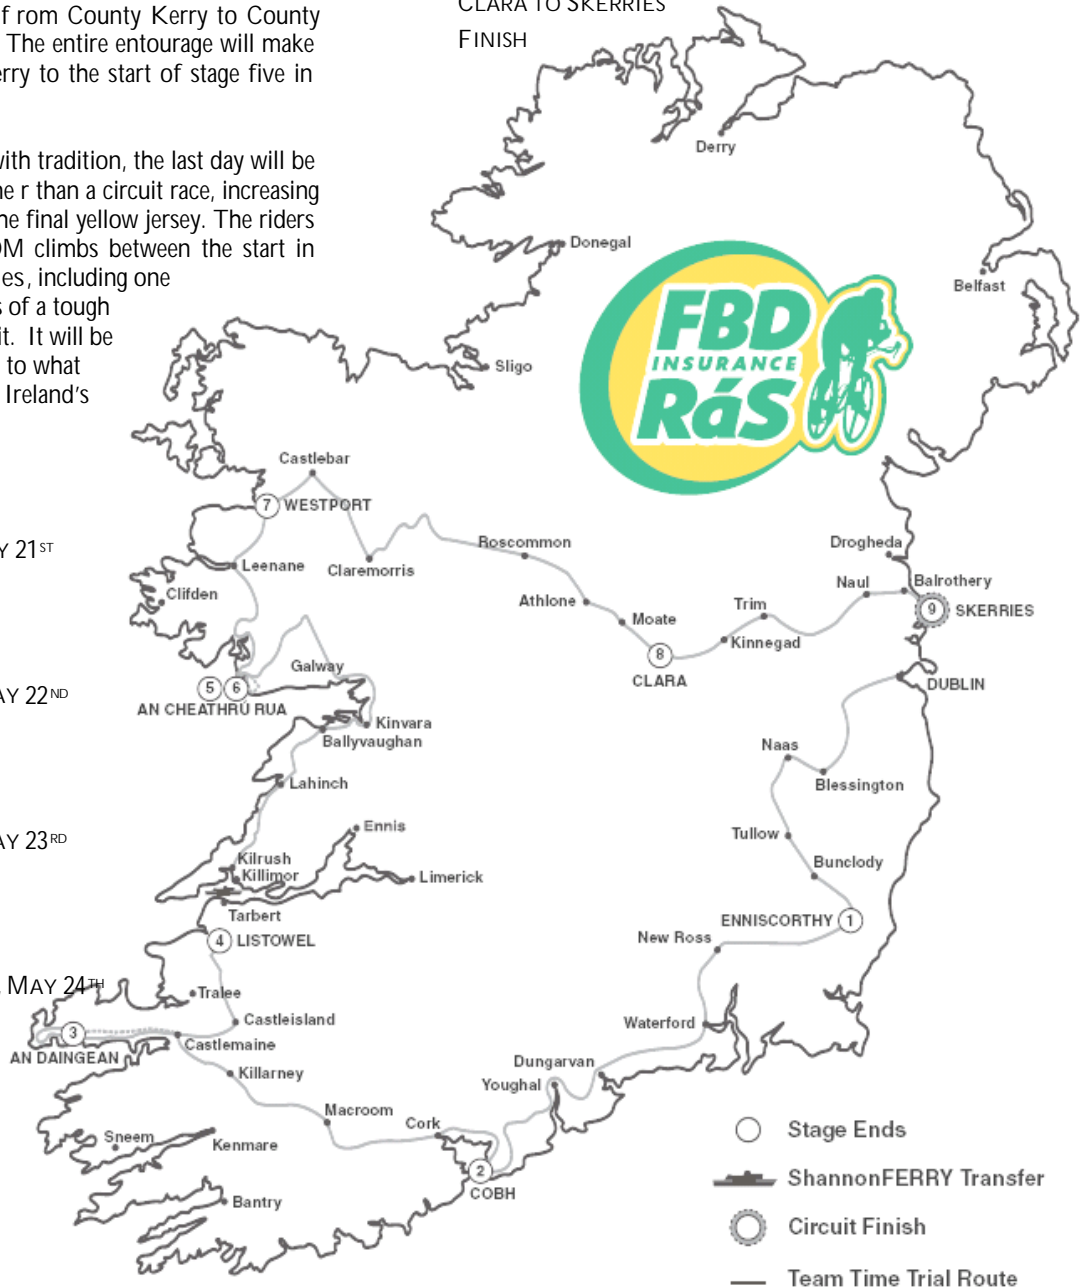 f rom County Kerry to County
The entire entourage will make
erry to the start of stage five in
with tradition, the last day will be
he r than a circuit race, increasing
he final yellow jersey. The riders
OM climbs between the start in
es, including one
s of a tough
it. It will be
to what
Ireland's
CLARA TO SKERRIES
FINISH
Y 21ST
AY 22ND
AY 23RD
MAY 24TH
Derry
Donegal
Belfast
FBD
INSURANCE
RáS
Sligo
Castlebar
7 WESTPORT
Leenane
Claremorris
Clifden
Roscommon
Athlone
Moate
8
CLARA
Kinnegad
Trim
Naul
Drogheda
Balrothery
9 SKERRIES
DUBLIN
Galway
5 6
AN CHEATHRÚ RUA
Kinvara
Ballyvaughan
Lahinch
Ennis
Kilrush
Killimor
Limerick
Tarbert
4 LISTOWEL
Tralee
Castleisland
3
AN DAINGEAN
Castlemaine
Killarney
Macroom
Cork
2
COBH
Sneem
Kenmare
Bantry
Naas
Blessington
Tullow
Bunclody
ENNISCORTHY 1
New Ross
Waterford
Dungarvan
Youghal
Stage Ends
ShannonFERRY Transfer
Circuit Finish
Team Time Trial Route